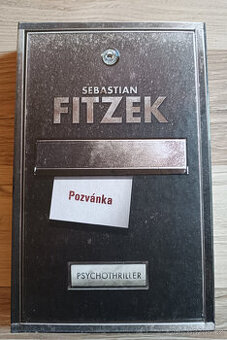 SEBASTIAN
FITZEK
Pozvánka
PSYCHOTHRILLER